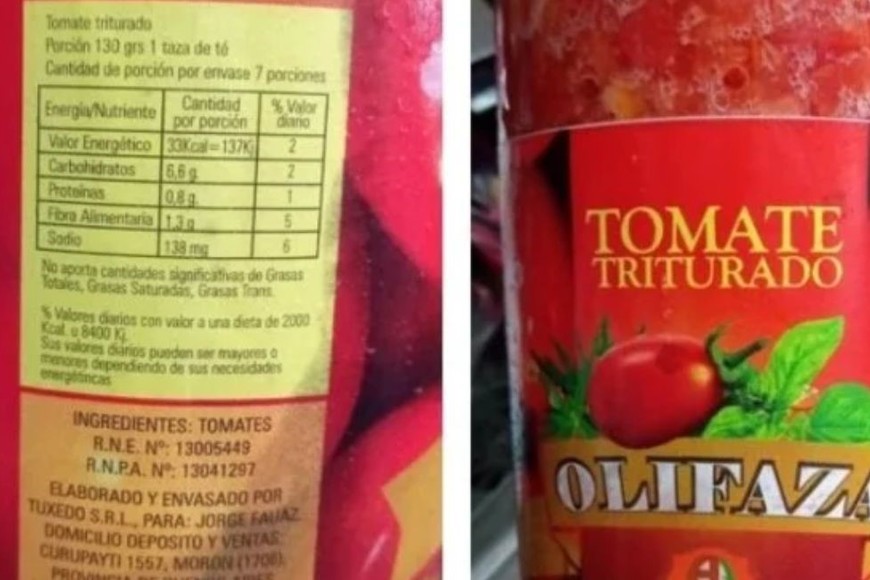 Tomate triturado
Porción 130 grs 1 taza de té
Cantidad de porción por envase 7 porciones
Energía/Nutriente Cantidad por porción % Valor diario
Valor Energético 33Kcal=137Kj 2
Carbohidratos 6,6 g. 2
Proteínas 0,8 g. 1
Fibra Alimentaria 1,3 g 5
Sodio 138 mg 6
No aporta cantidades significativas de Grasas
Totales, Grasas Saturadas, Grasas Trans.
% Valores diarios con valor a una dieta de 2000
Kcal. u 8400 Kj.
Sus valores diarios pueden ser mayores o
menores dependiendo de sus necesidades
energéticas
INGREDIENTES: TOMATES
R.N.E. Nº: 13005449
R.N.P.A. Nº: 13041297
ELABORADO Y ENVASADO POR
TUXEDO S.R.L., PARA: JORGE FAUAZ.
DOMICILIO DEPOSITO Y VENTAS:
CURUPAYTI 1557, MORON (1708),
PROVINCIA DE BUENOS AIRES
TOMATE
TRITURADO
OLIFAZA